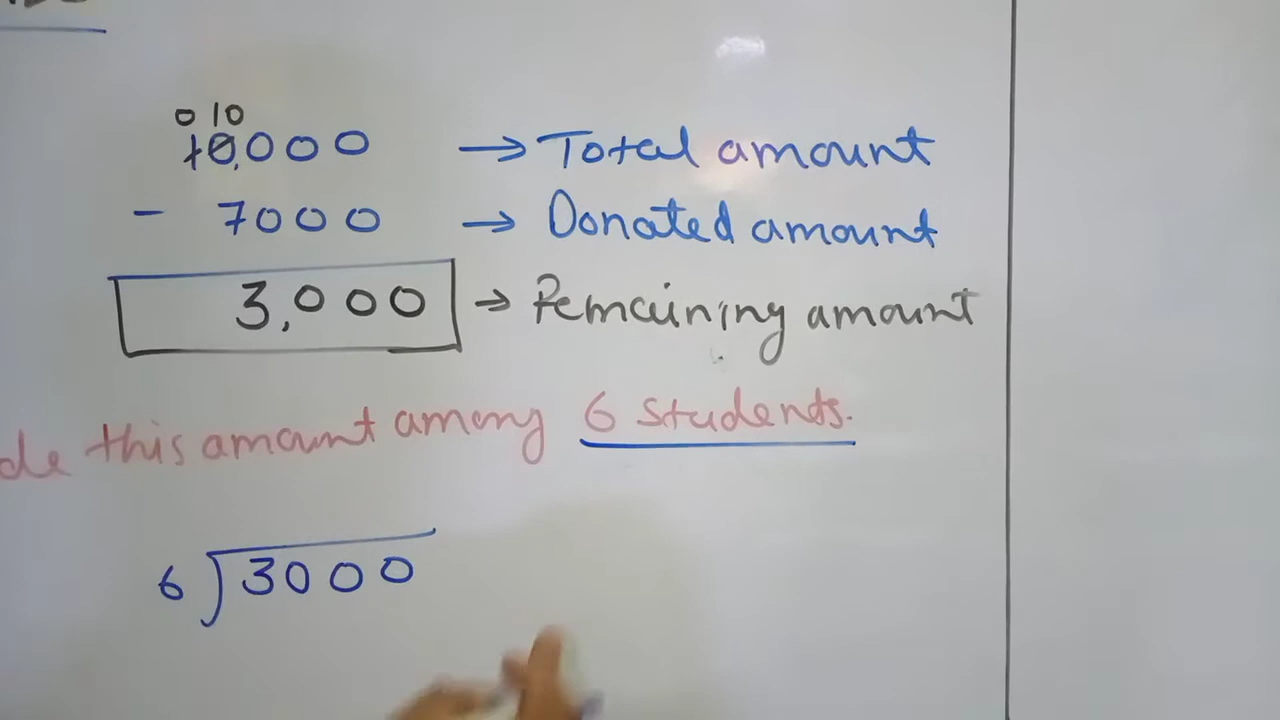 0 10
10,000 → Total amount
- 7000 → Donated amount
3,000 → Remaining amount
de this amount among 6 students.
6 ) 3000